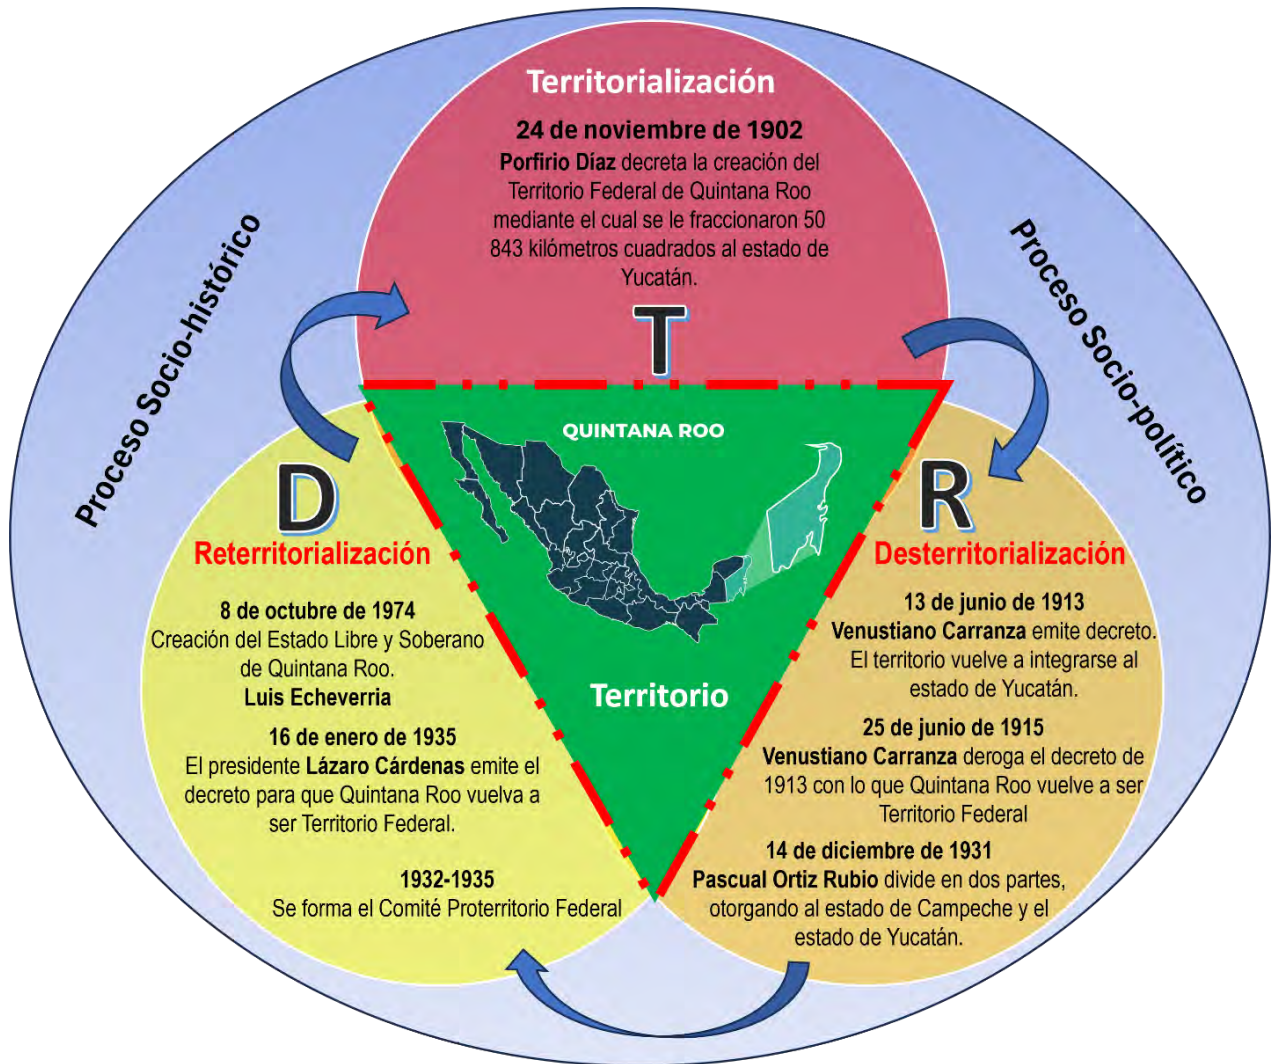 Territorialización
24 de noviembre de 1902
Porfirio Díaz decreta la creación del
Territorio Federal de Quintana Roo
mediante el cual se le fraccionaron 50
843 kilómetros cuadrados al estado de
Yucatán.
T
Proceso Socio-histórico
Proceso Socio-político
QUINTANA ROO
Territorio
D
Reterritorialización
8 de octubre de 1974
Creación del Estado Libre y Soberano
de Quintana Roo.
Luis Echeverria
16 de enero de 1935
El presidente Lázaro Cárdenas emite el
decreto para que Quintana Roo vuelva a
ser Territorio Federal.
1932-1935
Se forma el Comité Proterritorio Federal
R
Desterritorialización
13 de junio de 1913
Venustiano Carranza emite decreto.
El territorio vuelve a integrarse al
estado de Yucatán.
25 de junio de 1915
Venustiano Carranza deroga el decreto de
1913 con lo que Quintana Roo vuelve a ser
Territorio Federal
14 de diciembre de 1931
Pascual Ortiz Rubio divide en dos partes,
otorgando al estado de Campeche y el
estado de Yucatán.